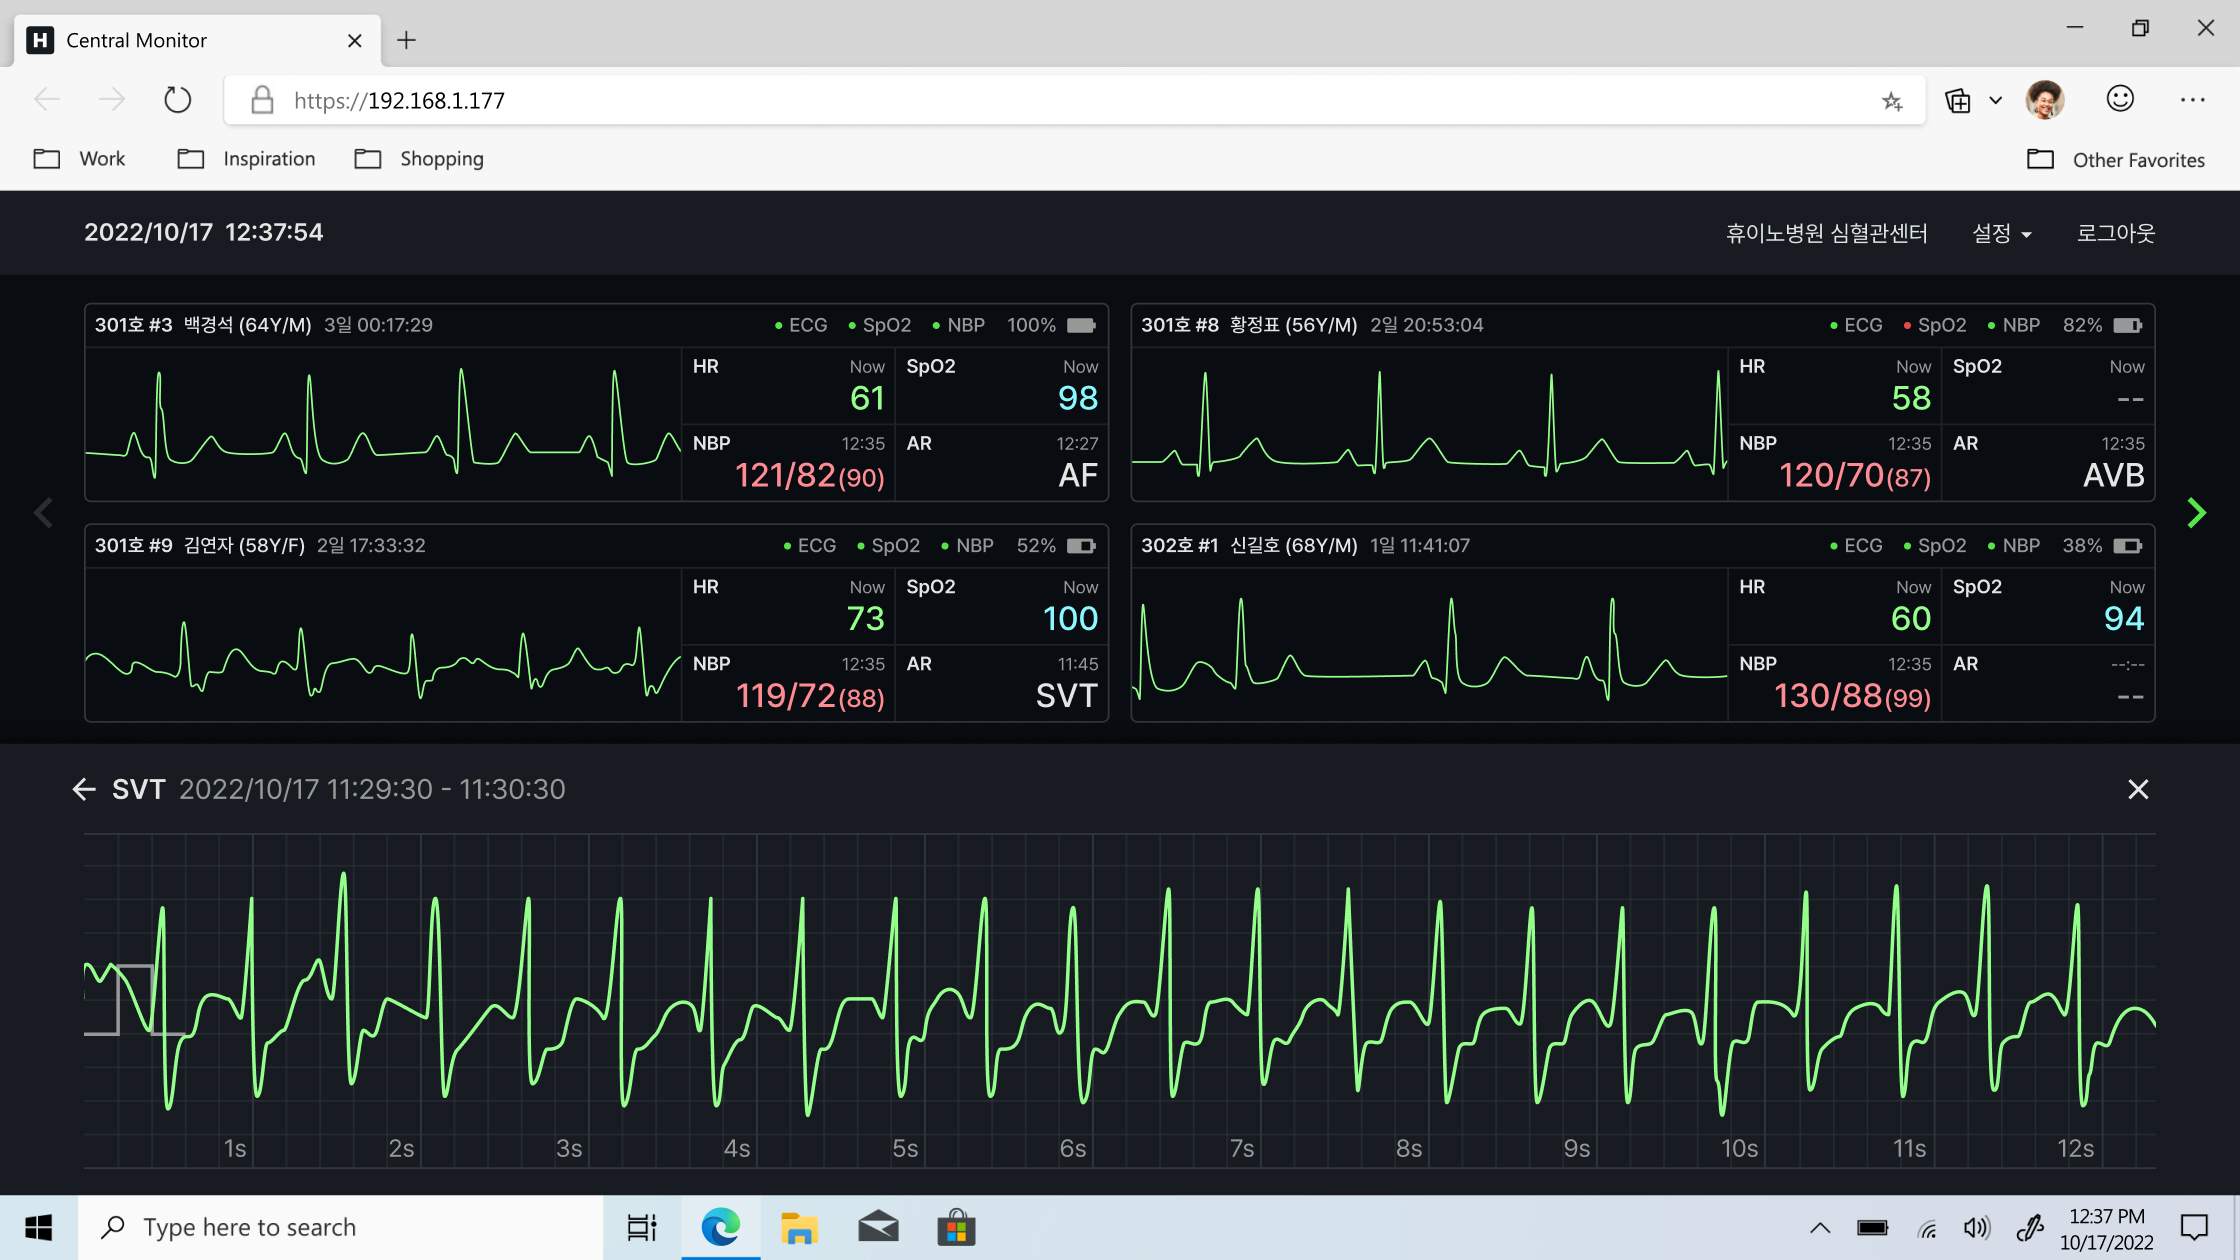 H Central Monitor
https://192.168.1.177
Work Inspiration Shopping Other Favorites
2022/10/17 12:37:54 휴이노병원 심혈관센터 설정 로그아웃
301호 #3 백경석 (64Y/M) 3일 00:17:29 ECG SpO2 NBP 100%
HR Now 61
SpO2 Now 98
NBP 12:35 121/82(90)
AR 12:27 AF
301호 #8 황정표 (56Y/M) 2일 20:53:04 ECG SpO2 NBP 82%
HR Now 58
SpO2 Now --
NBP 12:35 120/70(87)
AR 12:35 AVB
301호 #9 김연자 (58Y/F) 2일 17:33:32 ECG SpO2 NBP 52%
HR Now 73
SpO2 Now 100
NBP 12:35 119/72(88)
AR 11:45 SVT
302호 #1 신길호 (68Y/M) 1일 11:41:07 ECG SpO2 NBP 38%
HR Now 60
SpO2 Now 94
NBP 12:35 130/88(99)
AR --:-- --
SVT 2022/10/17 11:29:30 - 11:30:30
1s 2s 3s 4s 5s 6s 7s 8s 9s 10s 11s 12s
Type here to search
12:37 PM
10/17/2022